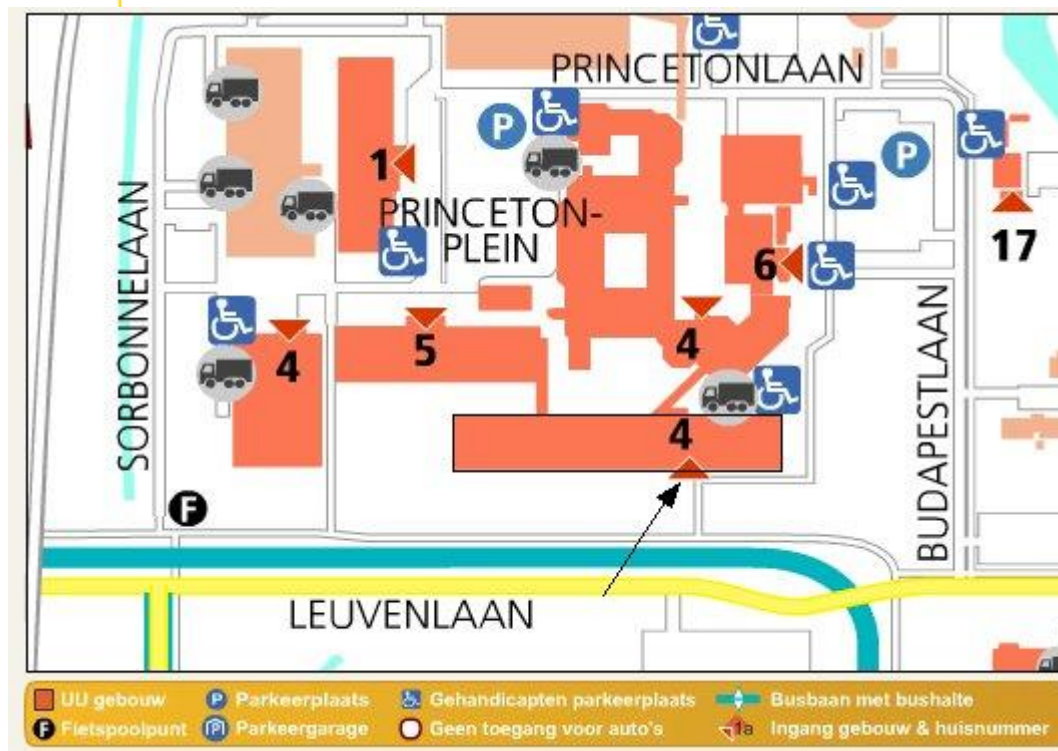 PRINCETONLAAN
P
P
1
PRINCETON-
PLEIN
SORBONNELAAN
17
6
4
5
4
4
BUDAPESTLAAN
F
LEUVENLAAN
UU gebouw
P Parkeerplaats
Gehandicapten parkeerplaats
Busbaan met bushalte
F Fietspoolpunt
P Parkeergarage
Geen toegang voor auto's
1a Ingang gebouw & huisnummer